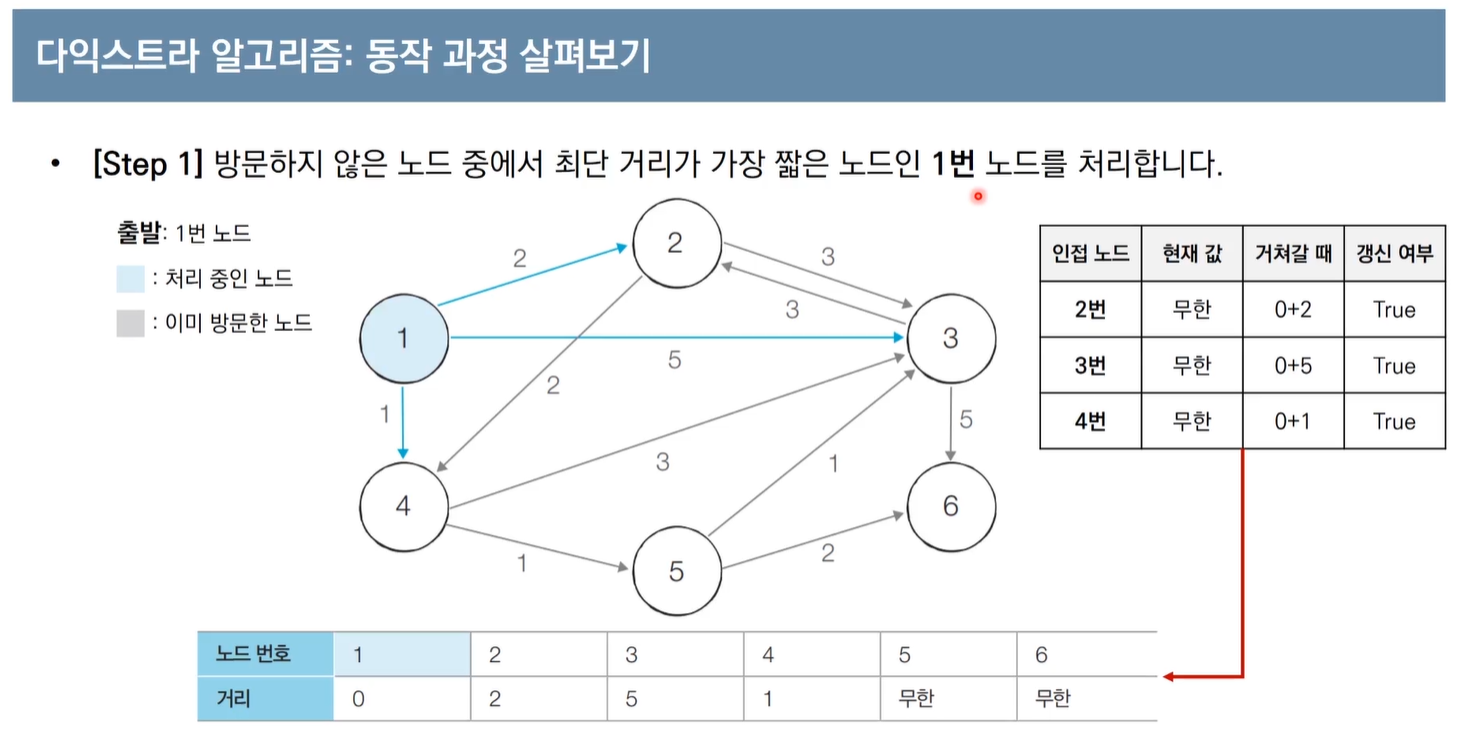 다익스트라 알고리즘: 동작 과정 살펴보기
• [Step 1] 방문하지 않은 노드 중에서 최단 거리가 가장 짧은 노드인 1번 노드를 처리합니다.
출발: 1번 노드
: 처리 중인 노드
: 이미 방문한 노드
2
2
3
3
1
5
3
1
2
5
4
3
1
6
1
5
2
인접 노드 현재 값 거쳐갈 때 갱신 여부
2번 무한 0+2 True
3번 무한 0+5 True
4번 무한 0+1 True
노드 번호 1 2 3 4 5 6
거리 0 2 5 1 무한 무한